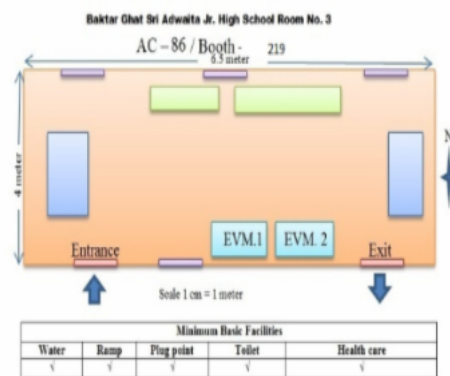 Baktar Ghat Sri Adwaita Jr. High School Room No. 3
AC – 86 / Booth - 219
6.5 meter
4 meter
N
EVM.1 EVM. 2
Entrance Exit
Scale 1 cm = 1 meter
Minimum Basic Facilities
Water Ramp Plug point Toilet Health care
√ √ √ √ √